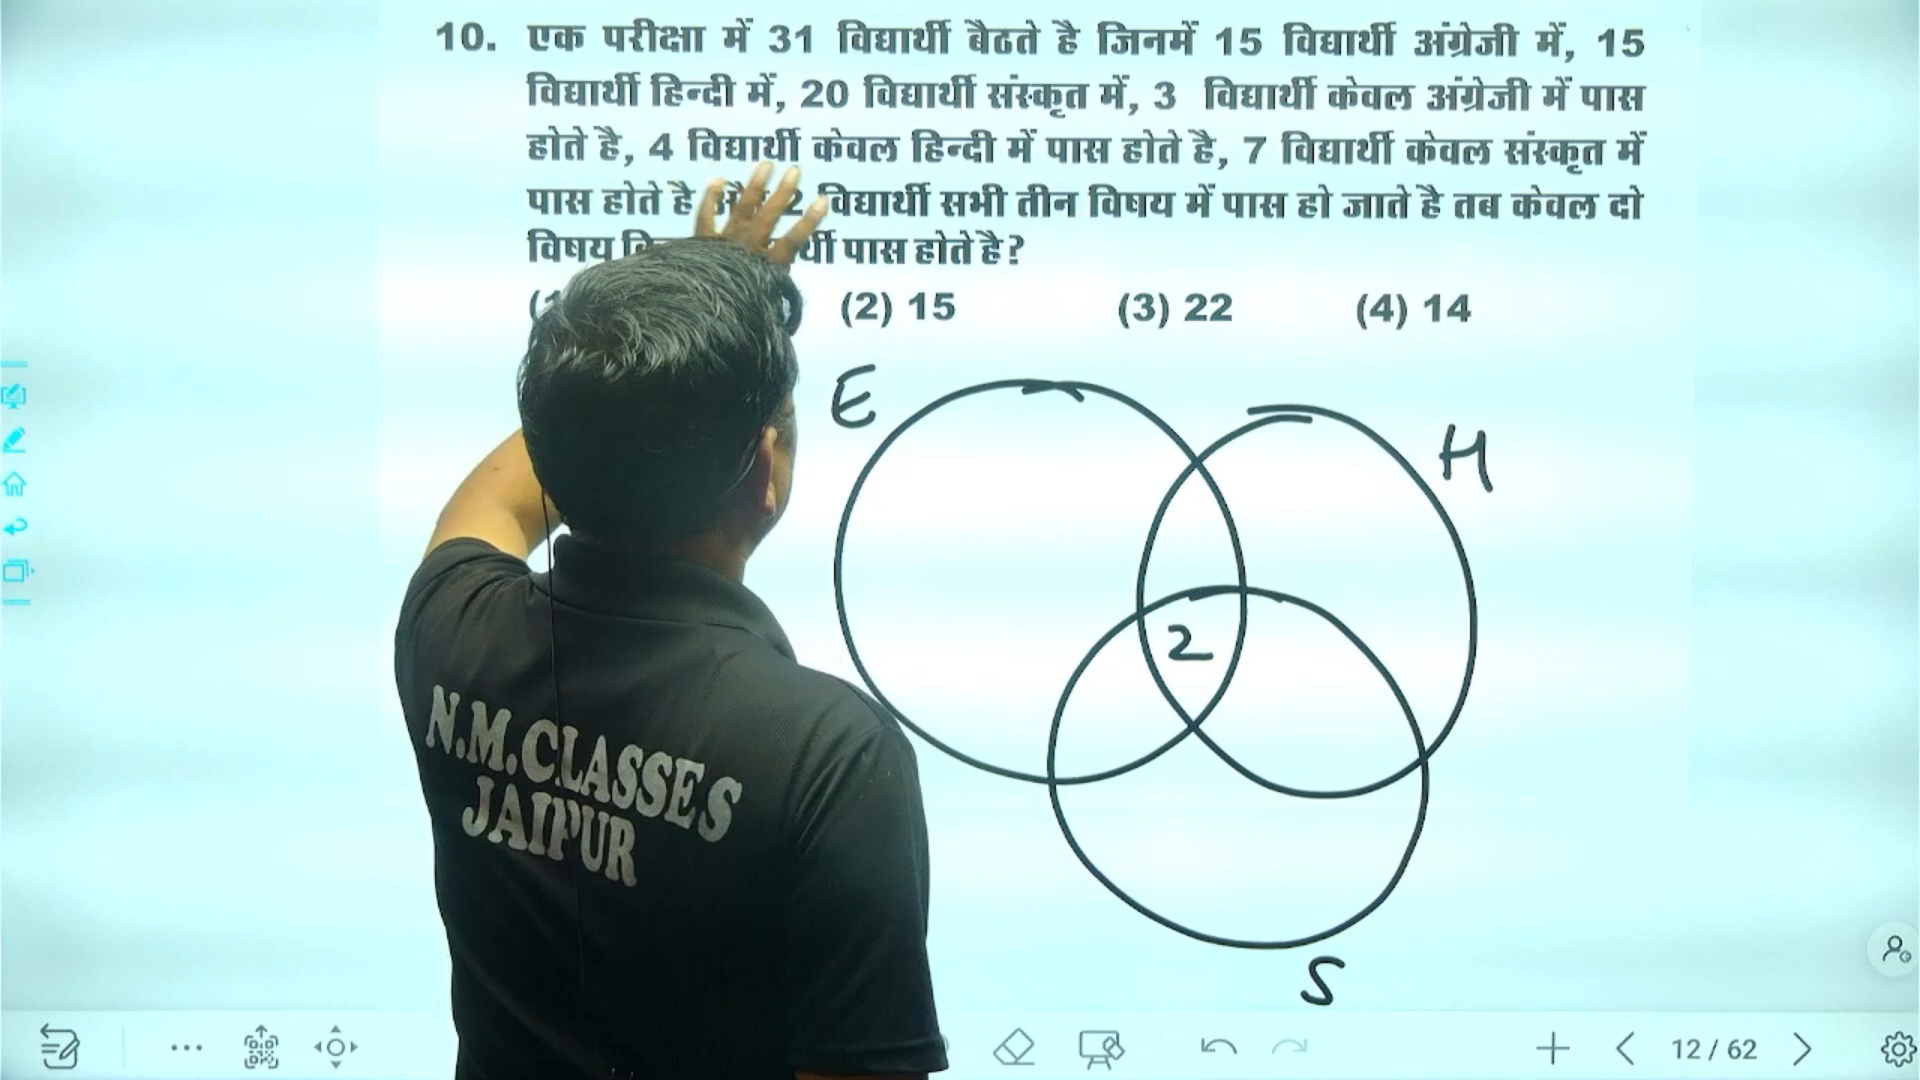 10. एक परीक्षा में 31 विद्यार्थी बैठते है जिनमें 15 विद्यार्थी अंग्रेजी में, 15
विद्यार्थी हिन्दी में, 20 विद्यार्थी संस्कृत में, 3 विद्यार्थी केवल अंग्रेजी में पास
होते है, 4 विद्यार्थी केवल हिन्दी में पास होते है, 7 विद्यार्थी केवल संस्कृत में
पास होते है 2 विद्यार्थी सभी तीन विषय में पास हो जाते है तब केवल दो
विषय पास होते है?
(2) 15 (3) 22 (4) 14
E
H
2
S
N.M.CLASSES
JAIPUR
12 / 62